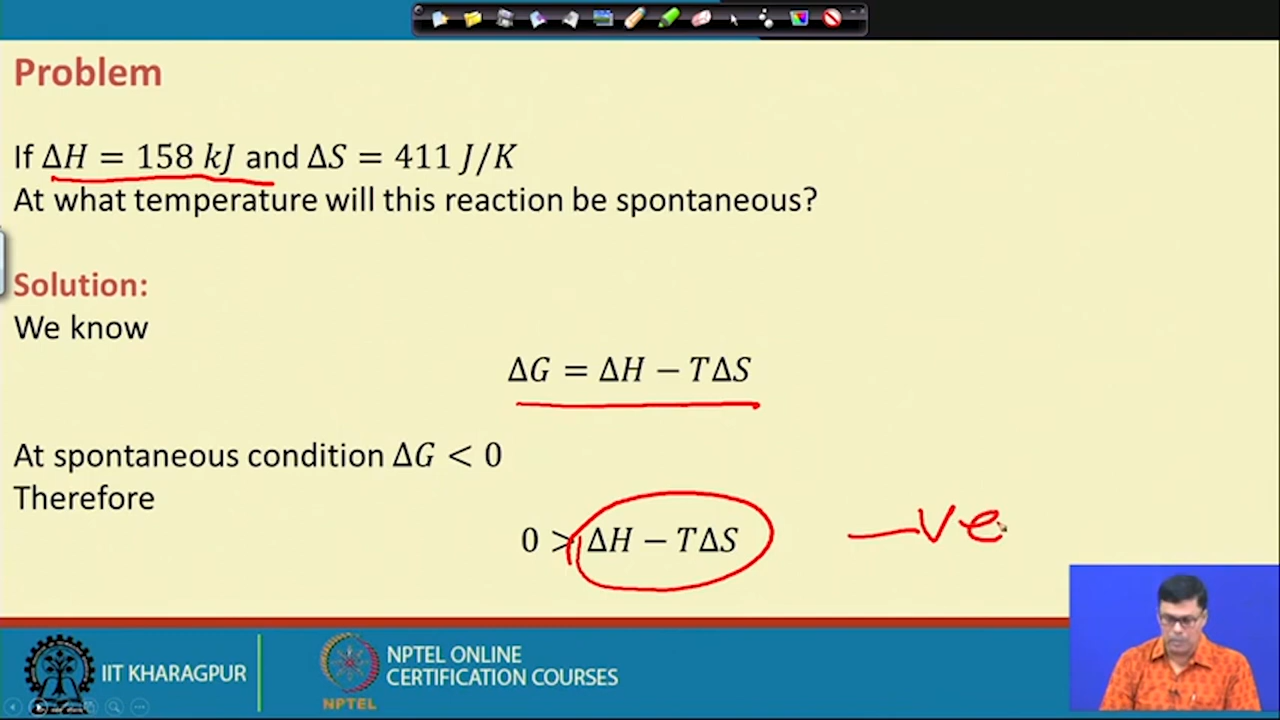 Problem
If ΔH = 158 kJ and ΔS = 411 J/K
At what temperature will this reaction be spontaneous?
Solution:
We know
ΔG = ΔH − TΔS
At spontaneous condition ΔG < 0
Therefore
0 > ΔH − TΔS
−ve
IIT KHARAGPUR
NPTEL
NPTEL ONLINE
CERTIFICATION COURSES